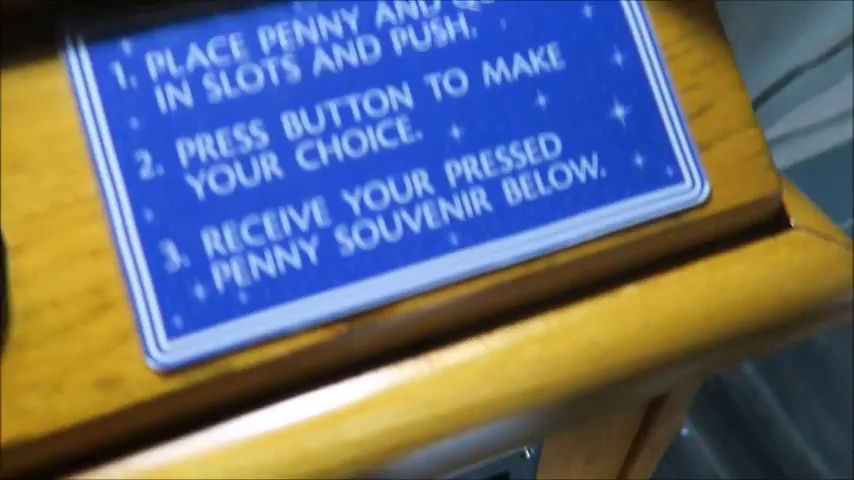 1. PLACE PENNY AND
IN SLOTS AND PUSH.
2. PRESS BUTTON TO MAKE
YOUR CHOICE.
3. RECEIVE YOUR PRESSED
PENNY SOUVENIR BELOW.